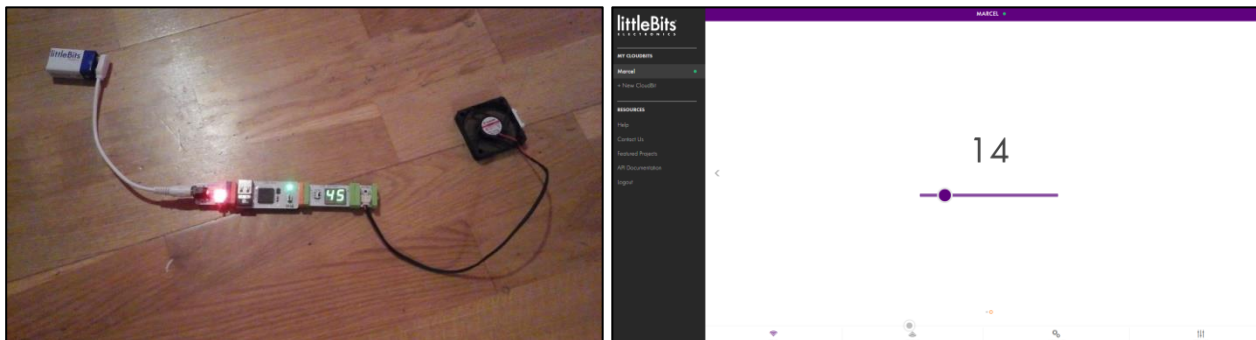 littleBits
45
littleBits
ELECTRONICS
MY CLOUDBITS
Marcel
+ New CloudBit
RESOURCES
Help
Contact Us
Featured Projects
API Documentation
Logout
MARCEL
14